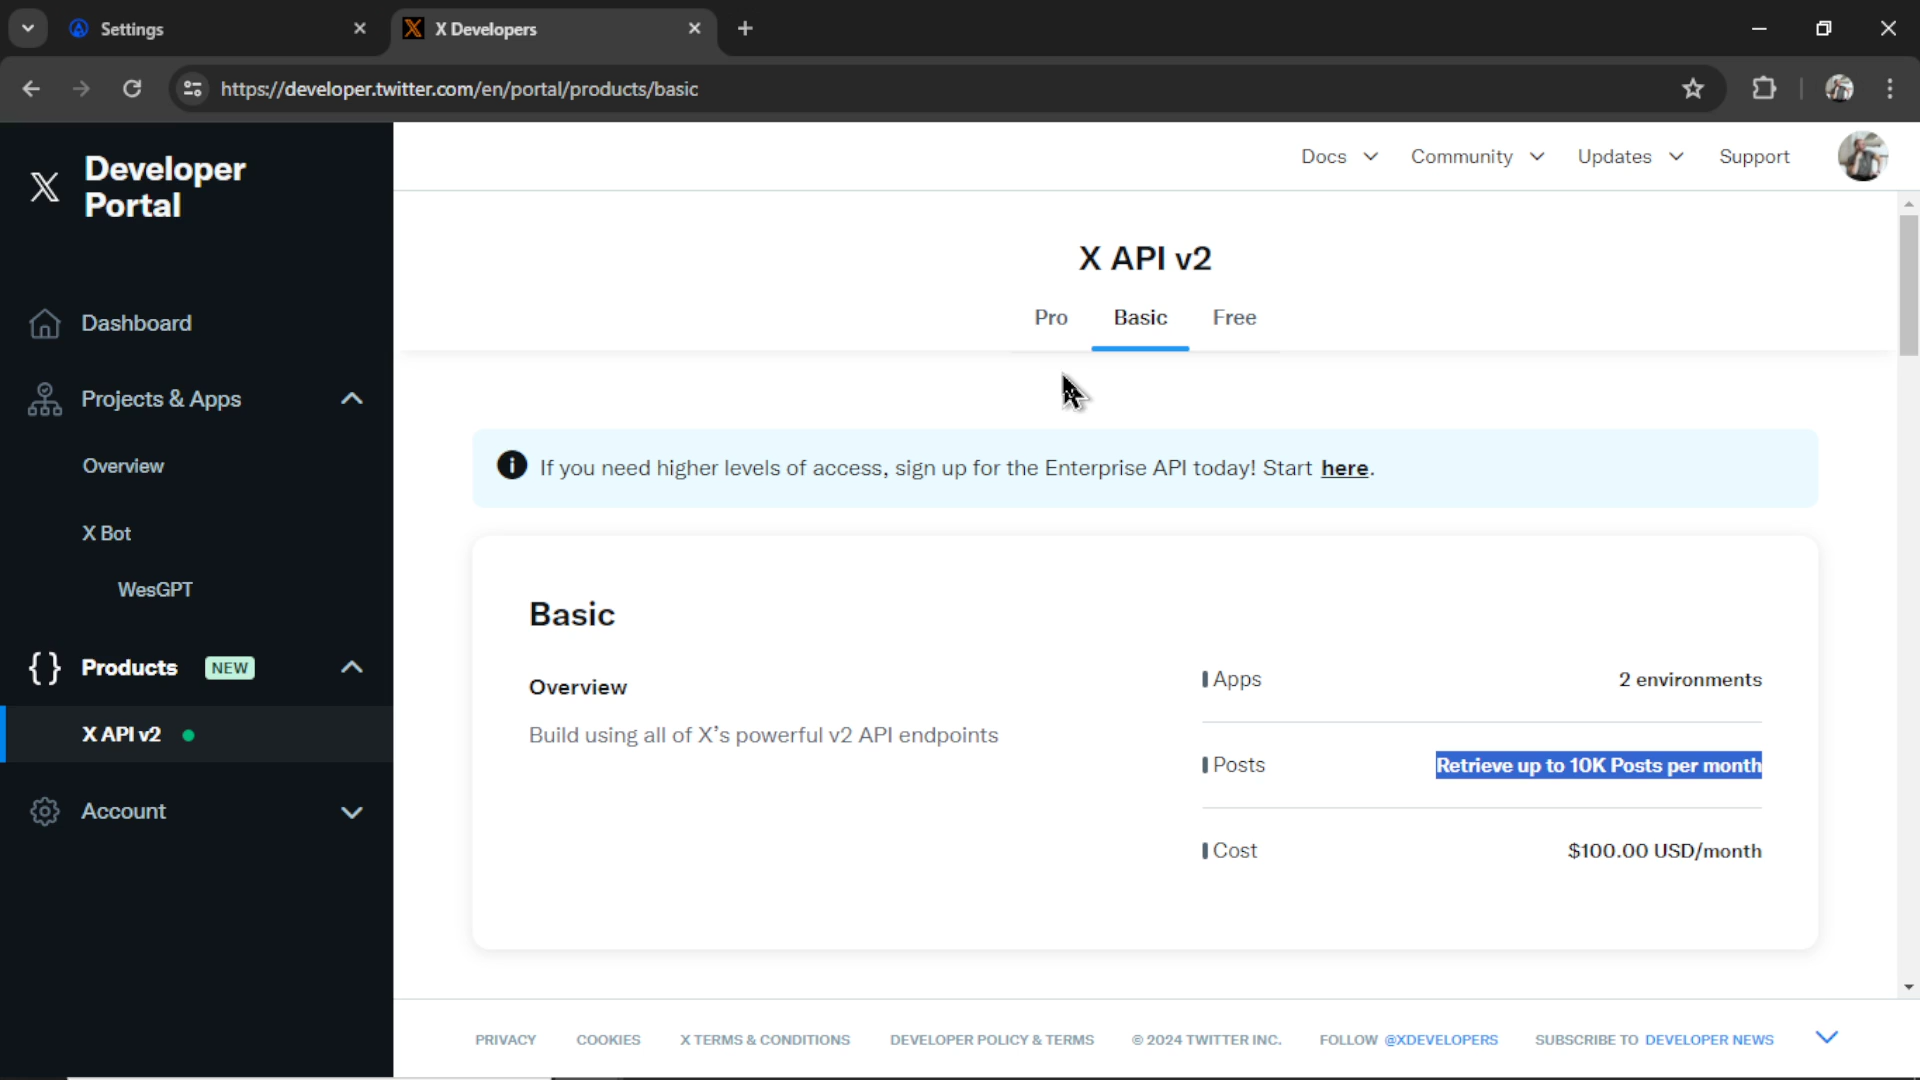 Settings
X Developers
https://developer.twitter.com/en/portal/products/basic
Developer
Portal
Docs
Community
Updates
Support
X API v2
Pro
Basic
Free
Dashboard
Projects & Apps
Overview
X Bot
WesGPT
Products NEW
X API v2
Account
If you need higher levels of access, sign up for the Enterprise API today! Start here.
Basic
Overview
Build using all of X's powerful v2 API endpoints
Apps 2 environments
Posts Retrieve up to 10K Posts per month
Cost $100.00 USD/month
PRIVACY COOKIES X TERMS & CONDITIONS DEVELOPER POLICY & TERMS © 2024 TWITTER INC. FOLLOW @XDEVELOPERS SUBSCRIBE TO DEVELOPER NEWS